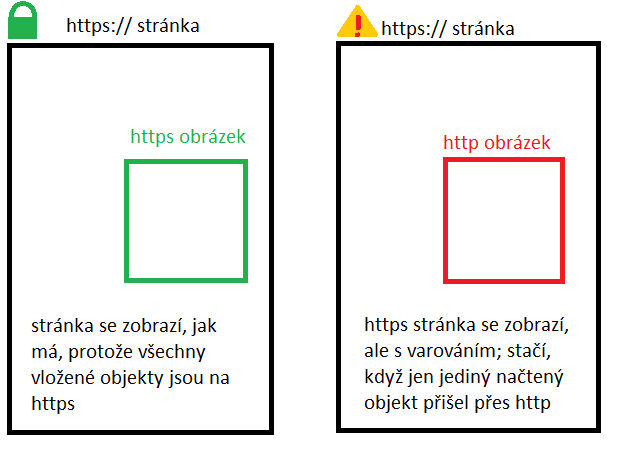 https:// stránka
https obrázek
stránka se zobrazí, jak
má, protože všechny
vložené objekty jsou na
https
https:// stránka
http obrázek
https stránka se zobrazí,
ale s varováním; stačí,
když jen jediný načtený
objekt přišel přes http